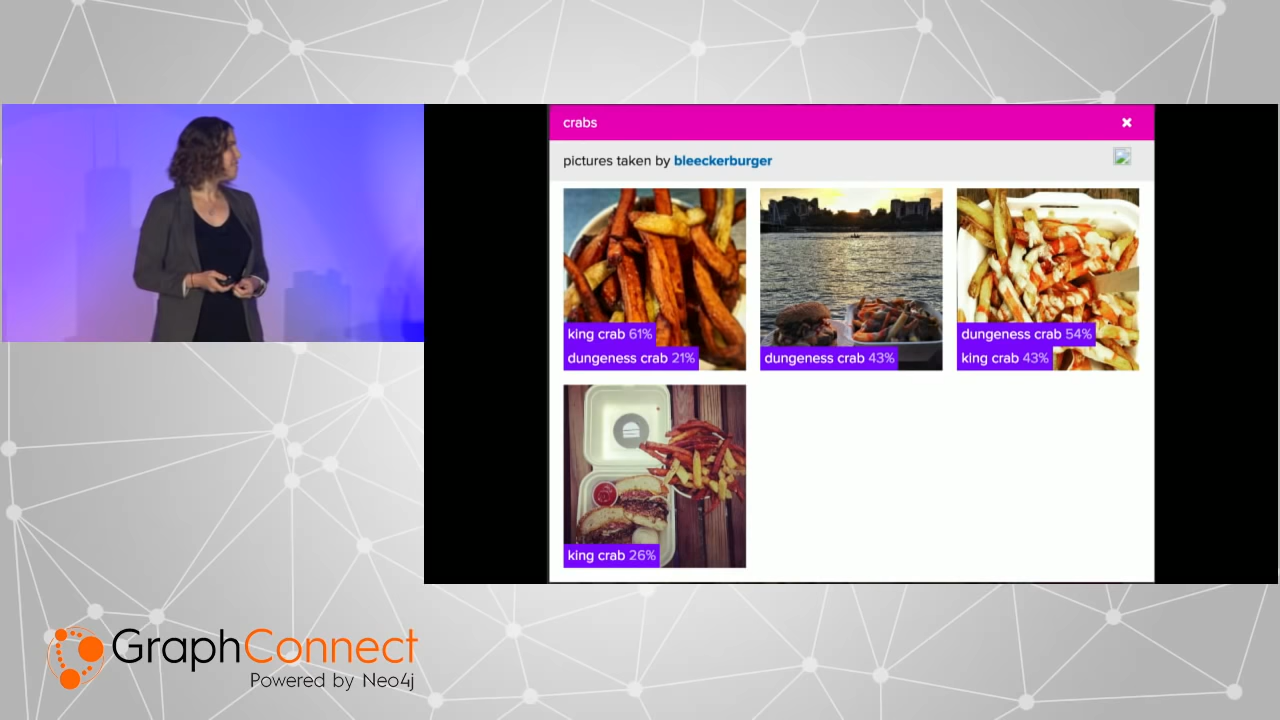 crabs
pictures taken by bleeckerburger
king crab 61%
dungeness crab 21%
dungeness crab 43%
dungeness crab 54%
king crab 43%
king crab 26%
GraphConnect
Powered by Neo4j